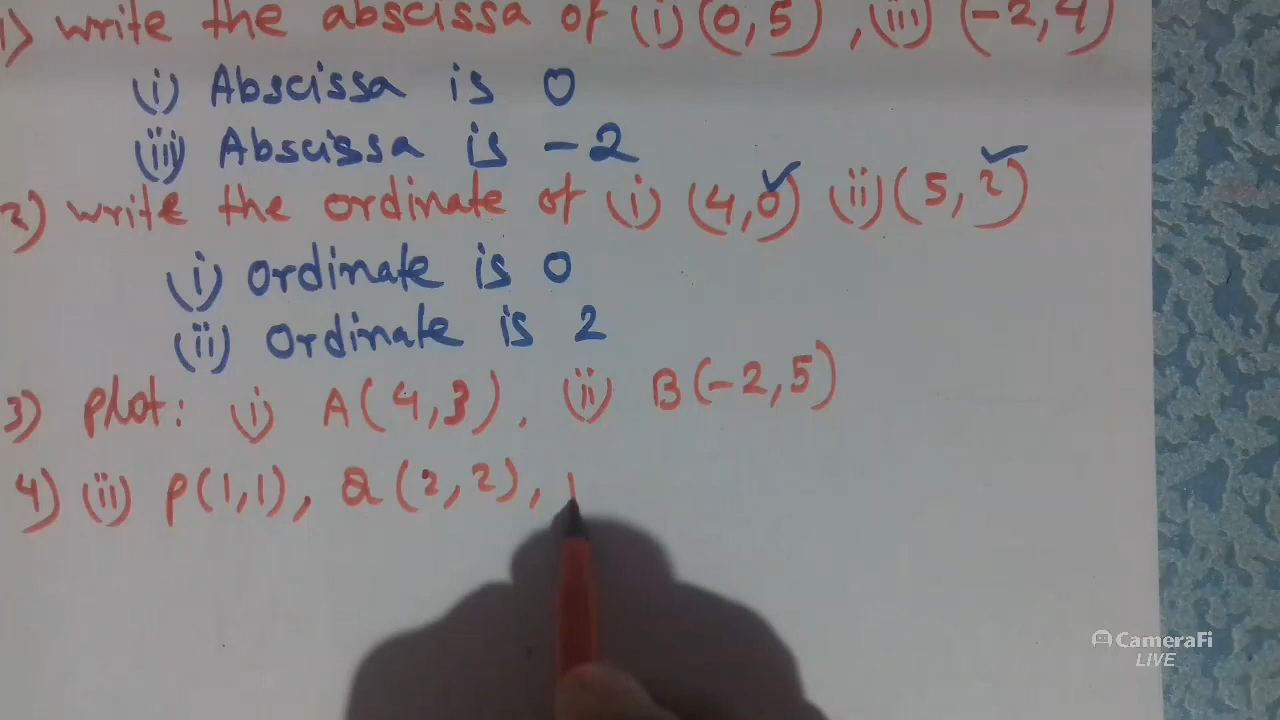 1) write the abscissa of (i) (0,5), (iii) (-2,4)
(i) Abscissa is 0
(iii) Abscissa is -2
2) write the ordinate of (i) (4,0) (ii) (5,2)
(i) ordinate is 0
(ii) ordinate is 2
3) plot: (i) A(4,3), (ii) B(-2,5)
4) (ii) P(1,1), Q(2,2),
CameraFi
LIVE